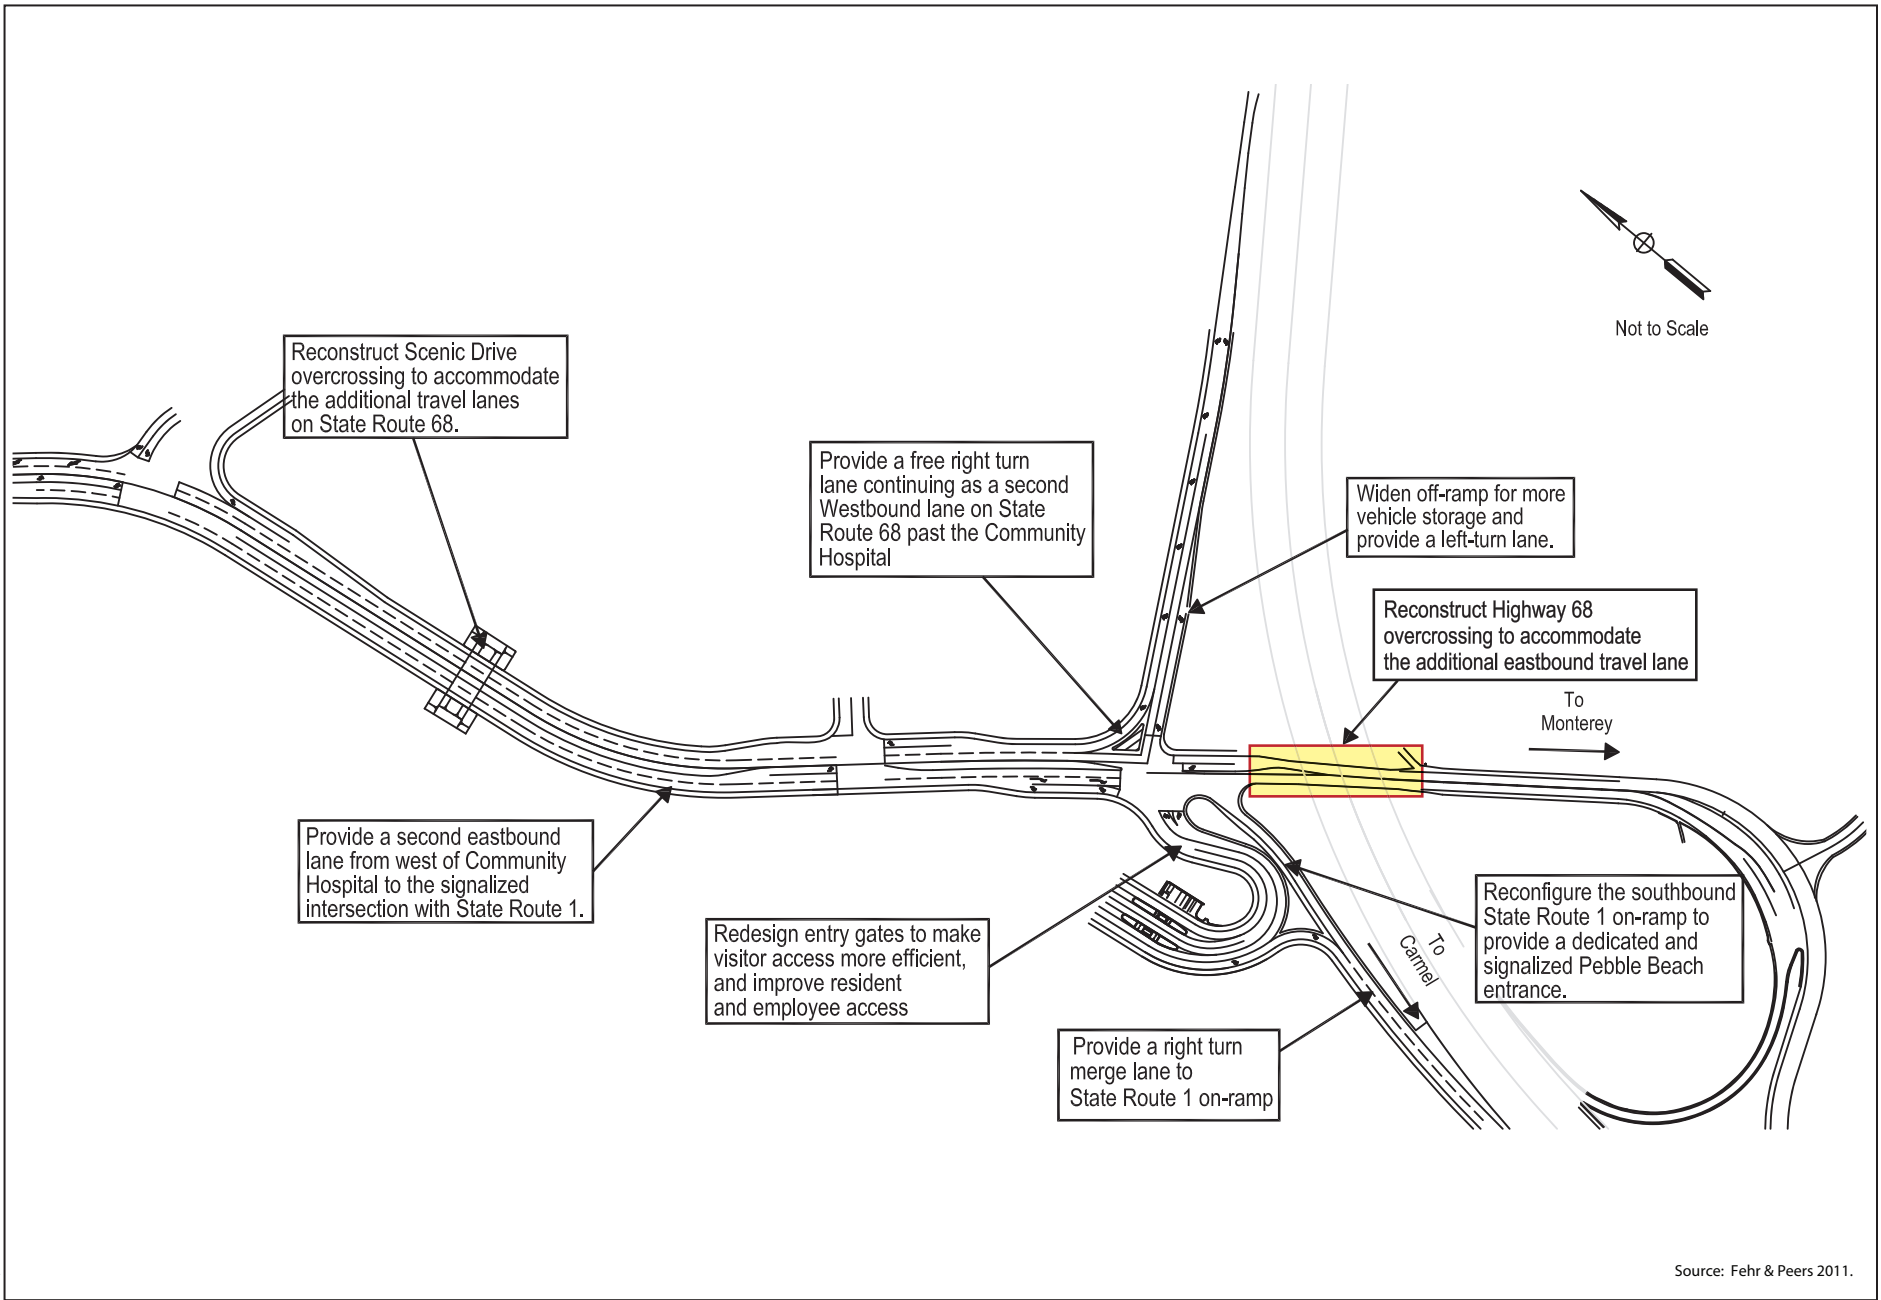 Not to Scale
Reconstruct Scenic Drive
overcrossing to accommodate
the additional travel lanes
on State Route 68.
Provide a free right turn
lane continuing as a second
Westbound lane on State
Route 68 past the Community
Hospital
Widen off-ramp for more
vehicle storage and
provide a left-turn lane.
Reconstruct Highway 68
overcrossing to accommodate
the additional eastbound travel lane
To
Monterey
Provide a second eastbound
lane from west of Community
Hospital to the signalized
intersection with State Route 1.
Redesign entry gates to make
visitor access more efficient,
and improve resident
and employee access
To
Carmel
Reconfigure the southbound
State Route 1 on-ramp to
provide a dedicated and
signalized Pebble Beach
entrance.
Provide a right turn
merge lane to
State Route 1 on-ramp
Source: Fehr & Peers 2011.